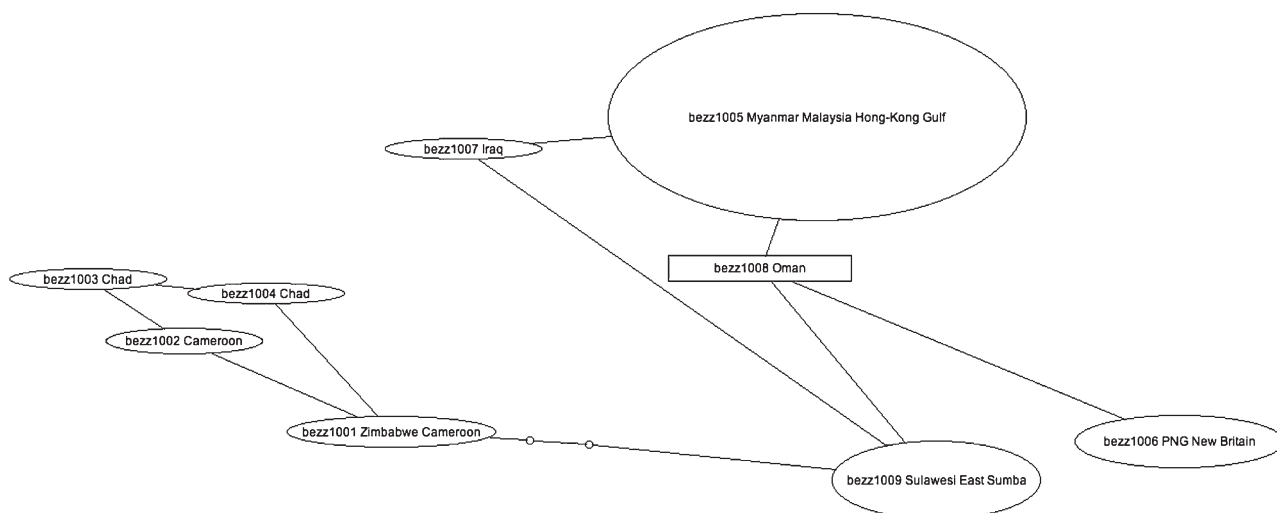 bezz1005 Myanmar Malaysia Hong-Kong Gulf
bezz1007 Iraq
bezz1008 Oman
bezz1003 Chad
bezz1004 Chad
bezz1002 Cameroon
bezz1001 Zimbabwe Cameroon
bezz1006 PNG New Britain
bezz1009 Sulawesi East Sumba